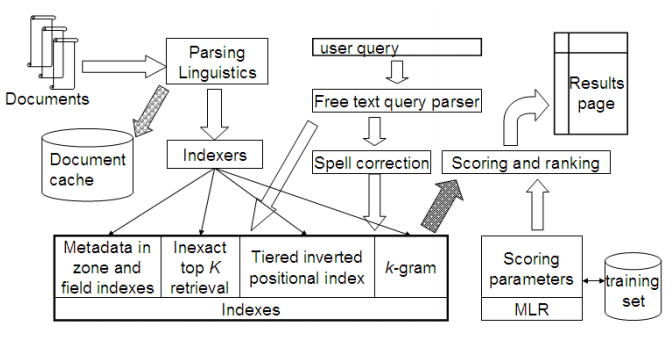 Documents
Parsing
Linguistics
user query
Free text query parser
Results
page
Document
cache
Indexers
Spell correction
Scoring and ranking
Metadata in
zone and
field indexes
Inexact
top K
retrieval
Tiered inverted
positional index
k-gram
Indexes
Scoring
parameters
MLR
training
set